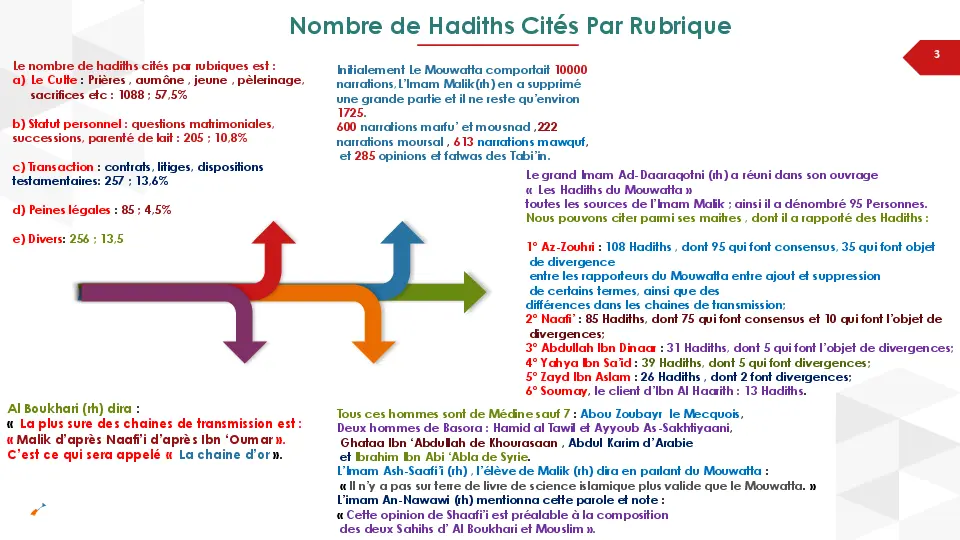 Nombre de Hadiths Cités Par Rubrique
3
Le nombre de hadiths cités par rubriques est :
a) Le Culte : Prières , aumône , jeune , pèlerinage,
sacrifices etc : 1088 ; 57,5%
b) Statut personnel : questions matrimoniales,
successions, parenté de lait : 205 ; 10,8%
c) Transaction : contrats, litiges, dispositions
testamentaires: 257 ; 13,6%
d) Peines légales : 85 ; 4,5%
e) Divers: 256 ; 13,5
Initialement Le Mouwatta comportait 10000
narrations,L'Imam Malik(rh) en a supprimé
une grande partie et il ne reste qu'environ
1725.
600 narrations marfu' et mousnad ,222
narrations moursal , 613 narrations mawquf,
et 285 opinions et fatwas des Tabi'in.
Le grand Imam Ad-Daaraqotni (rh) a réuni dans son ouvrage
« Les Hadiths du Mouwatta »
toutes les sources de l'Imam Malik ; ainsi il a dénombré 95 Personnes.
Nous pouvons citer parmi ses maitres , dont il a rapporté des Hadiths :
1° Az-Zouhri : 108 Hadiths , dont 95 qui font consensus, 35 qui font objet
de divergence
entre les rapporteurs du Mouwatta entre ajout et suppression
de certains termes, ainsi que des
différences dans les chaines de transmission;
2° Naafi' : 85 Hadiths, dont 75 qui font consensus et 10 qui font l'objet de
divergences;
3° Abdullah Ibn Dinaar : 31 Hadiths, dont 5 qui font l'objet de divergences;
4° Yahya Ibn Sa'id : 39 Hadiths, dont 5 qui font divergences;
5° Zayd Ibn Aslam : 26 Hadiths , dont 2 font divergences;
6° Soumay, le client d'Ibn Al Haarith : 13 Hadiths.
Al Boukhari (rh) dira :
« La plus sure des chaines de transmission est :
« Malik d'après Naafi'i d'après Ibn 'Oumar ».
C'est ce qui sera appelé « La chaine d'or ».
Tous ces hommes sont de Médine sauf 7 : Abou Zoubayr le Mecquois,
Deux hommes de Basora : Hamid al Tawil et Ayyoub As-Sakhtiyaani,
Ghataa Ibn 'Abdullah de Khourasaan , Abdul Karim d'Arabie
et Ibrahim Ibn Abi 'Abla de Syrie.
L'Imam Ash-Saafi'i (rh) , l'élève de Malik (rh) dira en parlant du Mouwatta :
« Il n'y a pas sur terre de livre de science islamique plus valide que le Mouwatta. »
L'imam An-Nawawi (rh) mentionna cette parole et note :
« Cette opinion de Shaafi'i est préalable à la composition
des deux Sahihs d' Al Boukhari et Mouslim ».